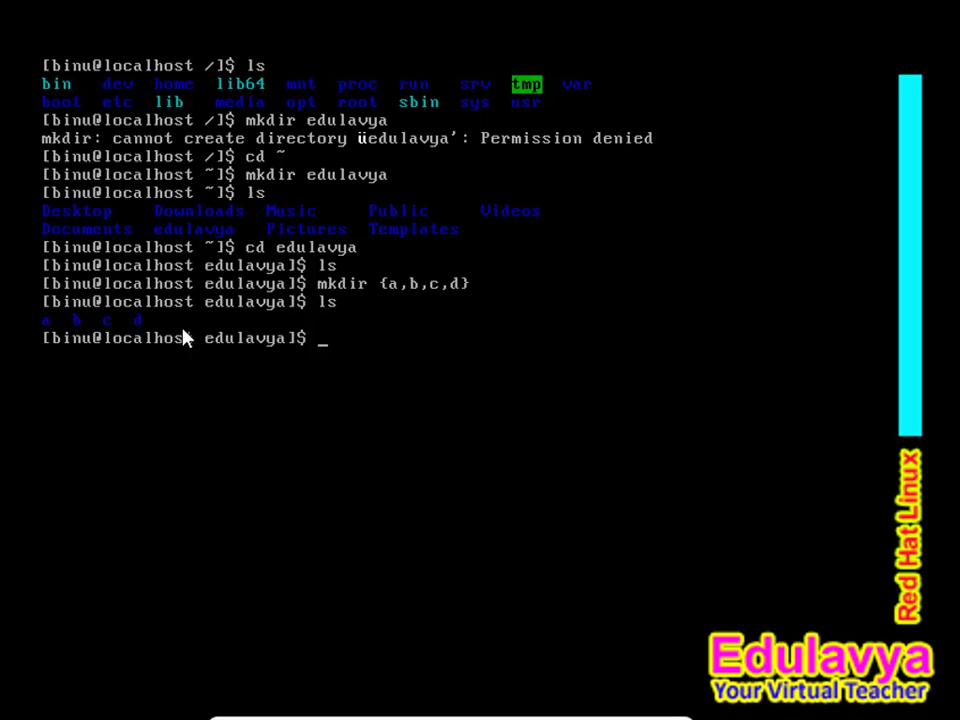 [binu@localhost /]$ ls
bin dev home lib64 mnt proc run srv tmp var
boot etc lib media opt root sbin sys usr
[binu@localhost /]$ mkdir edulavya
mkdir: cannot create directory üedulavya': Permission denied
[binu@localhost /]$ cd ~
[binu@localhost ~]$ mkdir edulavya
[binu@localhost ~]$ ls
Desktop Downloads Music Public Videos
Documents edulavya Pictures Templates
[binu@localhost ~]$ cd edulavya
[binu@localhost edulavya]$ ls
[binu@localhost edulavya]$ mkdir {a,b,c,d}
[binu@localhost edulavya]$ ls
a b c d
[binu@localhost edulavya]$ _
Red Hat Linux
Edulavya
Your Virtual Teacher